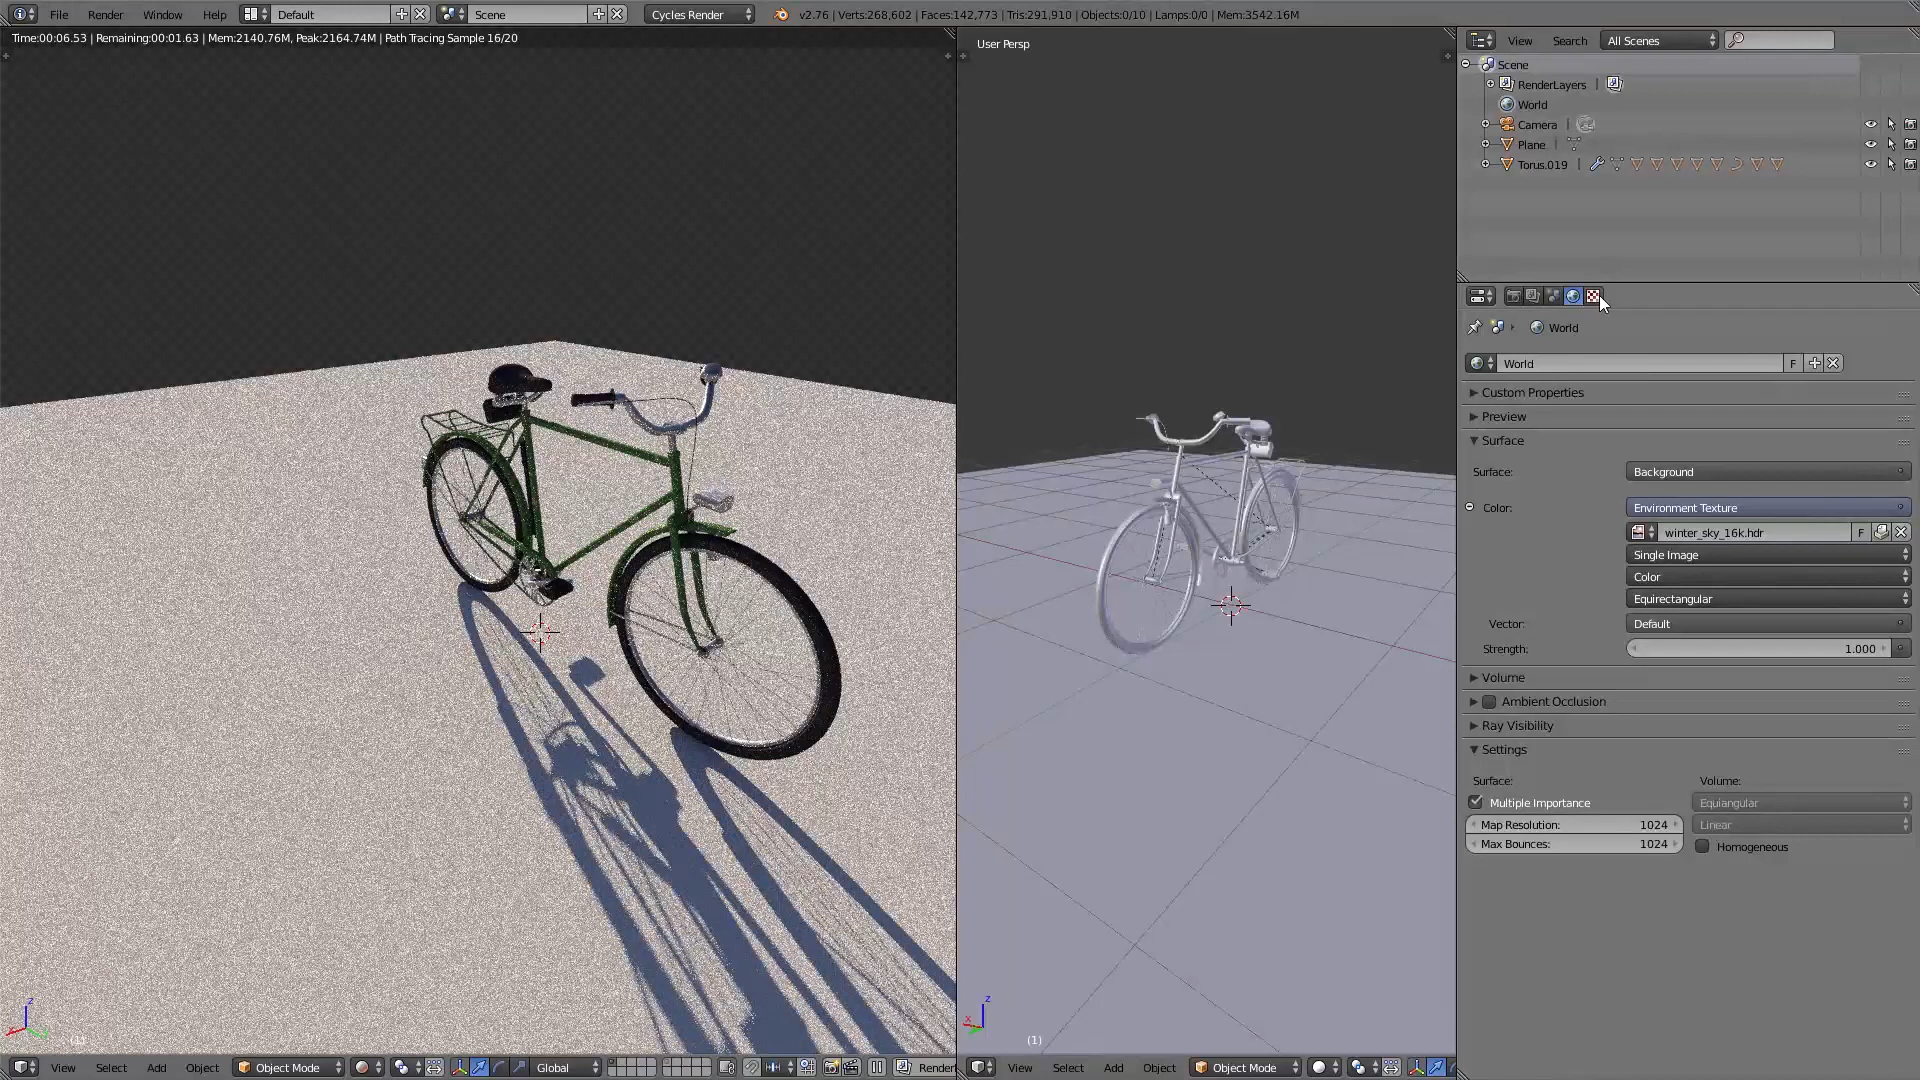 File Render Window Help Default Scene Cycles Render v2.76 | Verts:268,602 | Faces:142,773 | Tris:291,910 | Objects:0/10 | Lamps:0/0 | Mem:3542.16M
Time:00:06.53 | Remaining:00:01.63 | Mem:2140.76M, Peak:2164.74M | Path Tracing Sample 16/20
User Persp
View Search All Scenes
Scene
RenderLayers |
World
Camera |
Plane |
Torus.019 |
World
World F
Custom Properties
Preview
Surface
Surface: Background
Color: Environment Texture
winter_sky_16k.hdr F
Single Image
Color
Equirectangular
Vector: Default
Strength: 1.000
Volume
Ambient Occlusion
Ray Visibility
Settings
Surface: Volume:
Multiple Importance Equiangular
Map Resolution: 1024 Linear
Max Bounces: 1024 Homogeneous
z
x
y
(1)
z
x
(1)
View Select Add Object Object Mode Global Render
View Select Add Object Object Mode